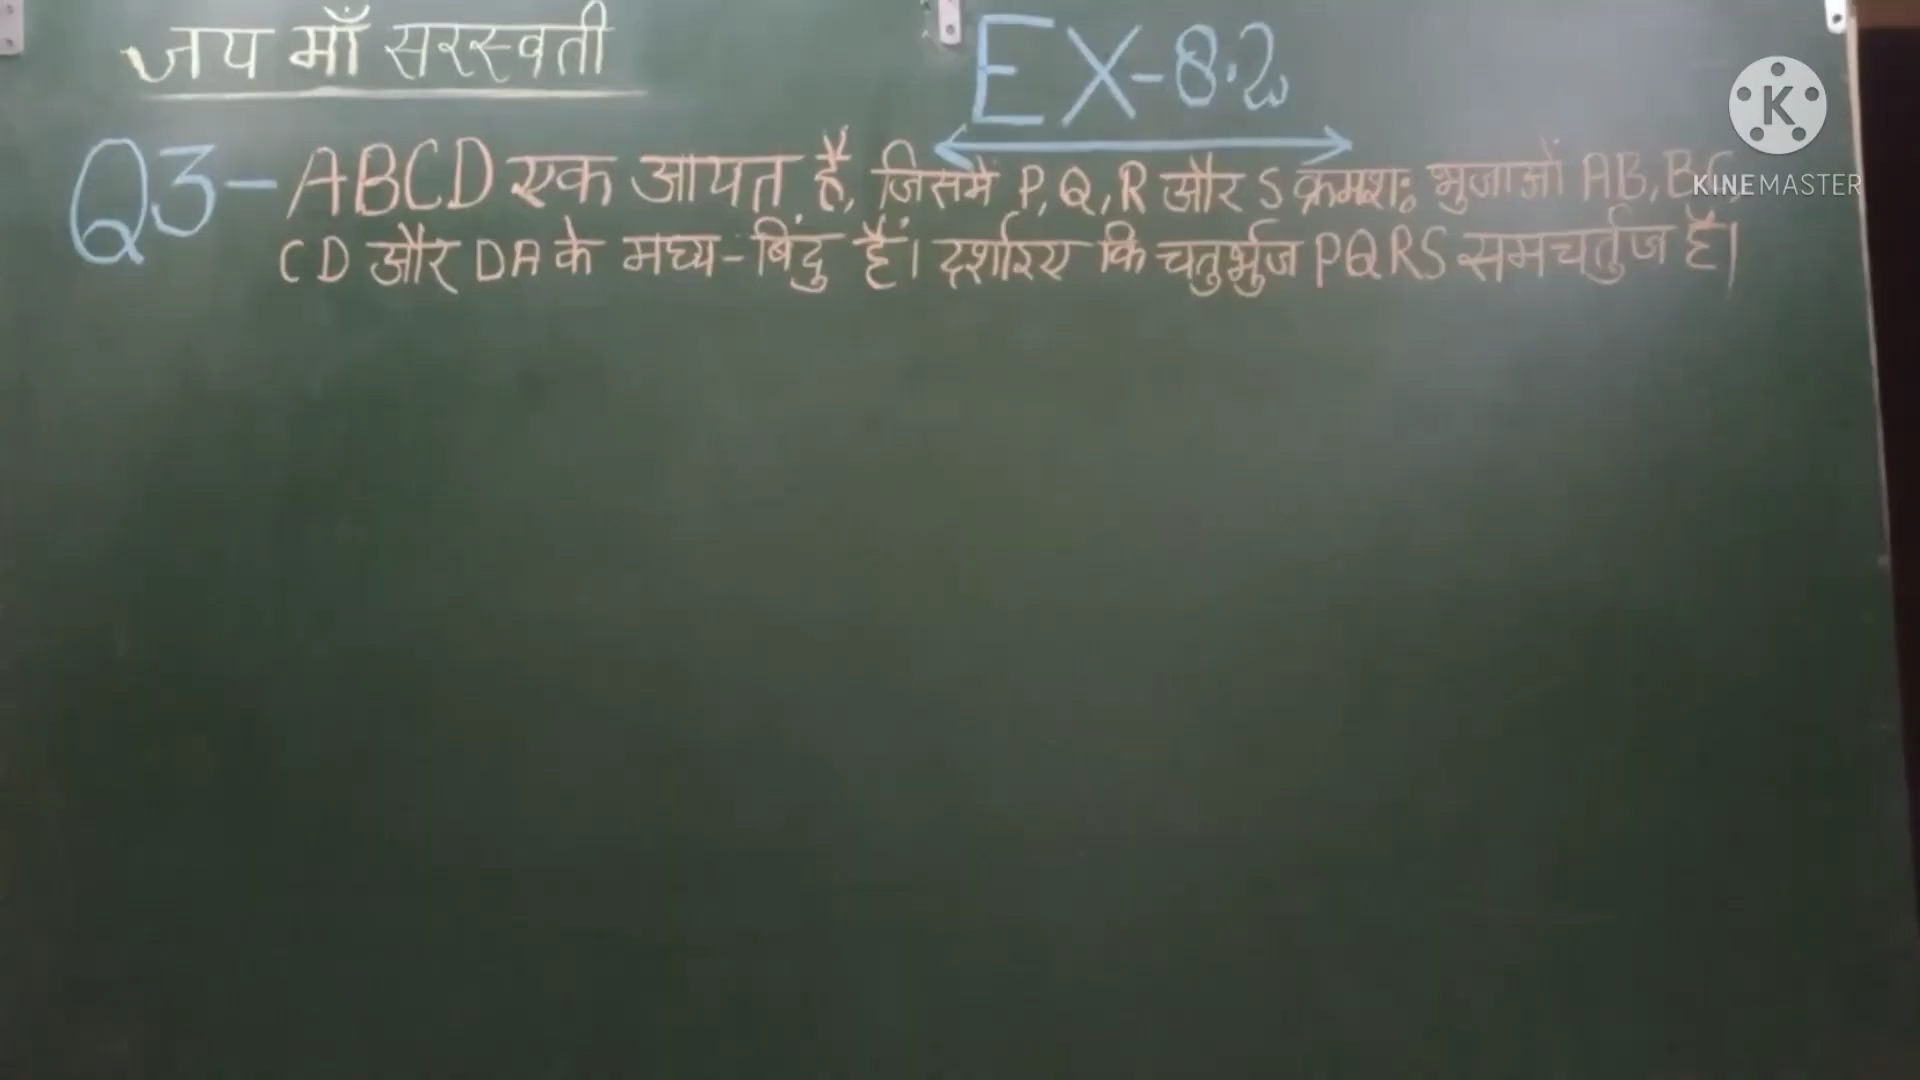 जय माँ सरस्वती
EX-8.2
Q3- ABCD एक आयत है, जिसमें P,Q,R और S क्रमश: भुजाओं AB, BC,
CD और DA के मध्य-बिंदु हैं। दर्शाइए कि चतुर्भुज PQRS समचर्तुज है।
K
KINEMASTER